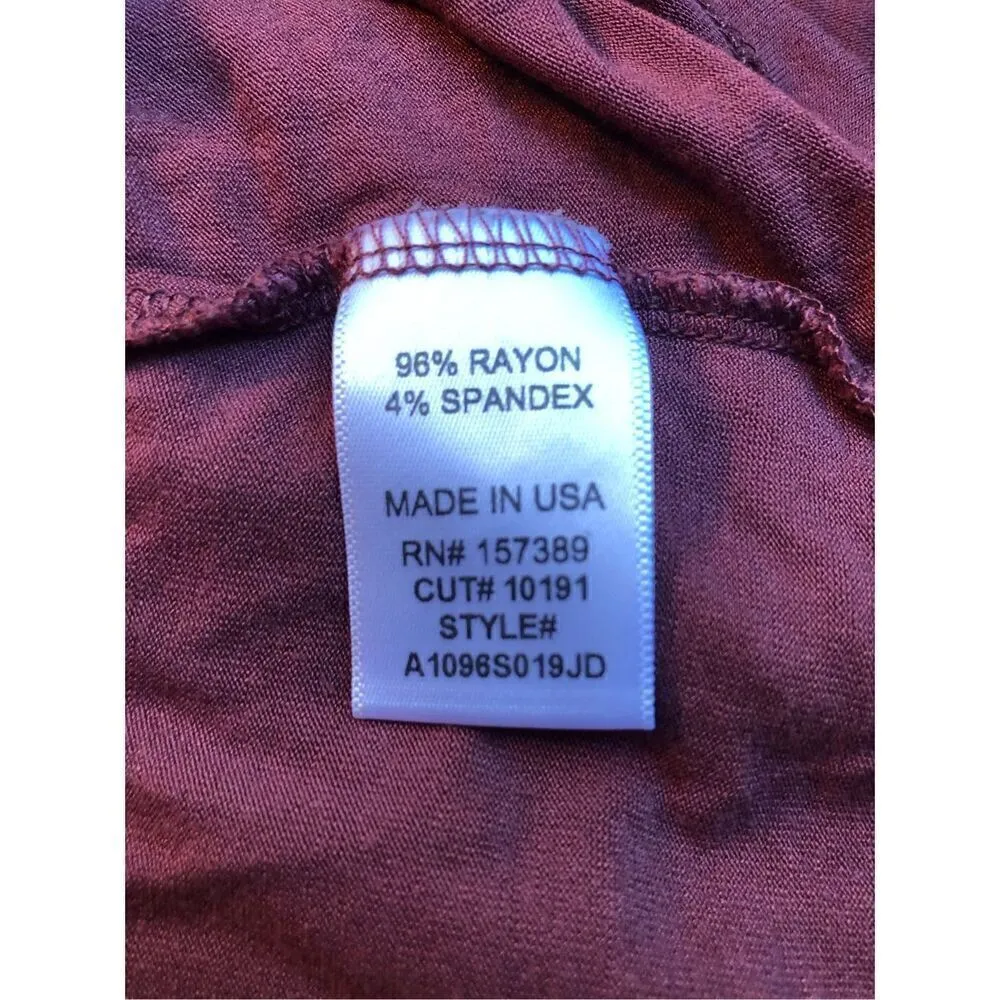 96% RAYON
4% SPANDEX
MADE IN USA
RN# 157389
CUT# 10191
STYLE#
A1096S019JD